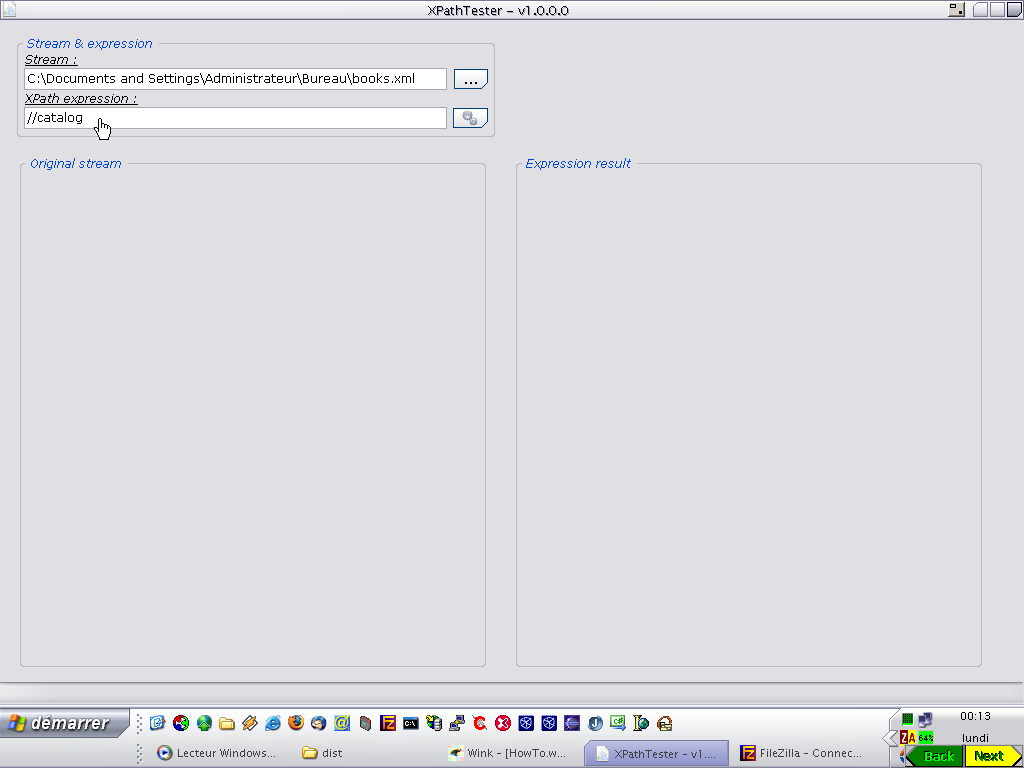 XPathTester - v1.0.0.0
Stream & expression
Stream :
C:\Documents and Settings\Administrateur\Bureau\books.xml
...
XPath expression :
//catalog
Original stream
Expression result
démarrer
00:13
64%
lundi
Lecteur Windows...
dist
Wink - [HowTo.w...
XPathTester - v1....
FileZilla - Connec...
Back
Next